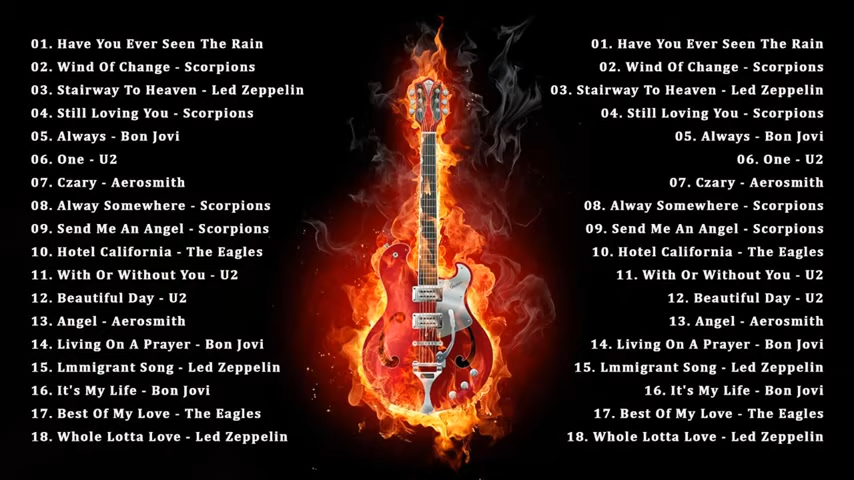 01. Have You Ever Seen The Rain
02. Wind Of Change - Scorpions
03. Stairway To Heaven - Led Zeppelin
04. Still Loving You - Scorpions
05. Always - Bon Jovi
06. One - U2
07. Czary - Aerosmith
08. Alway Somewhere - Scorpions
09. Send Me An Angel - Scorpions
10. Hotel California - The Eagles
11. With Or Without You - U2
12. Beautiful Day - U2
13. Angel - Aerosmith
14. Living On A Prayer - Bon Jovi
15. Lmmigrant Song - Led Zeppelin
16. It's My Life - Bon Jovi
17. Best Of My Love - The Eagles
18. Whole Lotta Love - Led Zeppelin
01. Have You Ever Seen The Rain
02. Wind Of Change - Scorpions
03. Stairway To Heaven - Led Zeppelin
04. Still Loving You - Scorpions
05. Always - Bon Jovi
06. One - U2
07. Czary - Aerosmith
08. Alway Somewhere - Scorpions
09. Send Me An Angel - Scorpions
10. Hotel California - The Eagles
11. With Or Without You - U2
12. Beautiful Day - U2
13. Angel - Aerosmith
14. Living On A Prayer - Bon Jovi
15. Lmmigrant Song - Led Zeppelin
16. It's My Life - Bon Jovi
17. Best Of My Love - The Eagles
18. Whole Lotta Love - Led Zeppelin